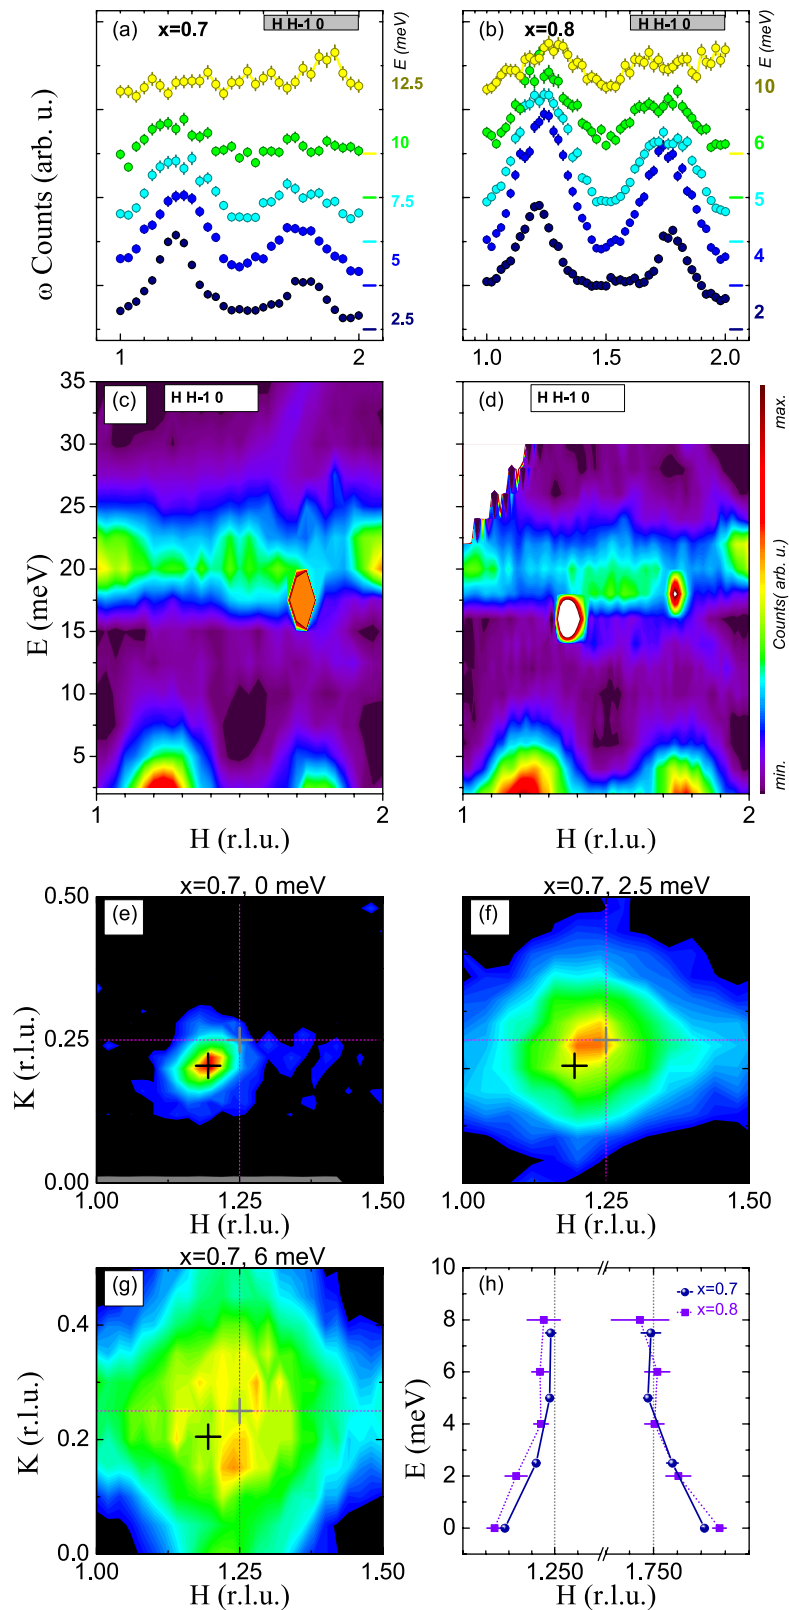 (a) x=0.7 H H-1 0 E (meV)
12.5
10
7.5
5
2.5
ω Counts (arb. u.)
1 2
(b) x=0.8 H H-1 0 E (meV)
10
6
5
4
2
1.0 1.5 2.0
(c) H H-1 0
35
30
25
20
15
10
5
E (meV)
1 2
H (r.l.u.)
(d) H H-1 0
1 2
H (r.l.u.)
max.
Counts( arb. u.)
min.
x=0.7, 0 meV
(e)
0.50
0.25
0.00
K (r.l.u.)
1.00 1.25 1.50
H (r.l.u.)
x=0.7, 2.5 meV
(f)
1.00 1.25 1.50
H (r.l.u.)
x=0.7, 6 meV
(g)
0.4
0.2
0.0
K (r.l.u.)
1.00 1.25 1.50
H (r.l.u.)
(h) x=0.7
x=0.8
10
8
6
4
2
0
E (meV)
1.250 1.750
H (r.l.u.)